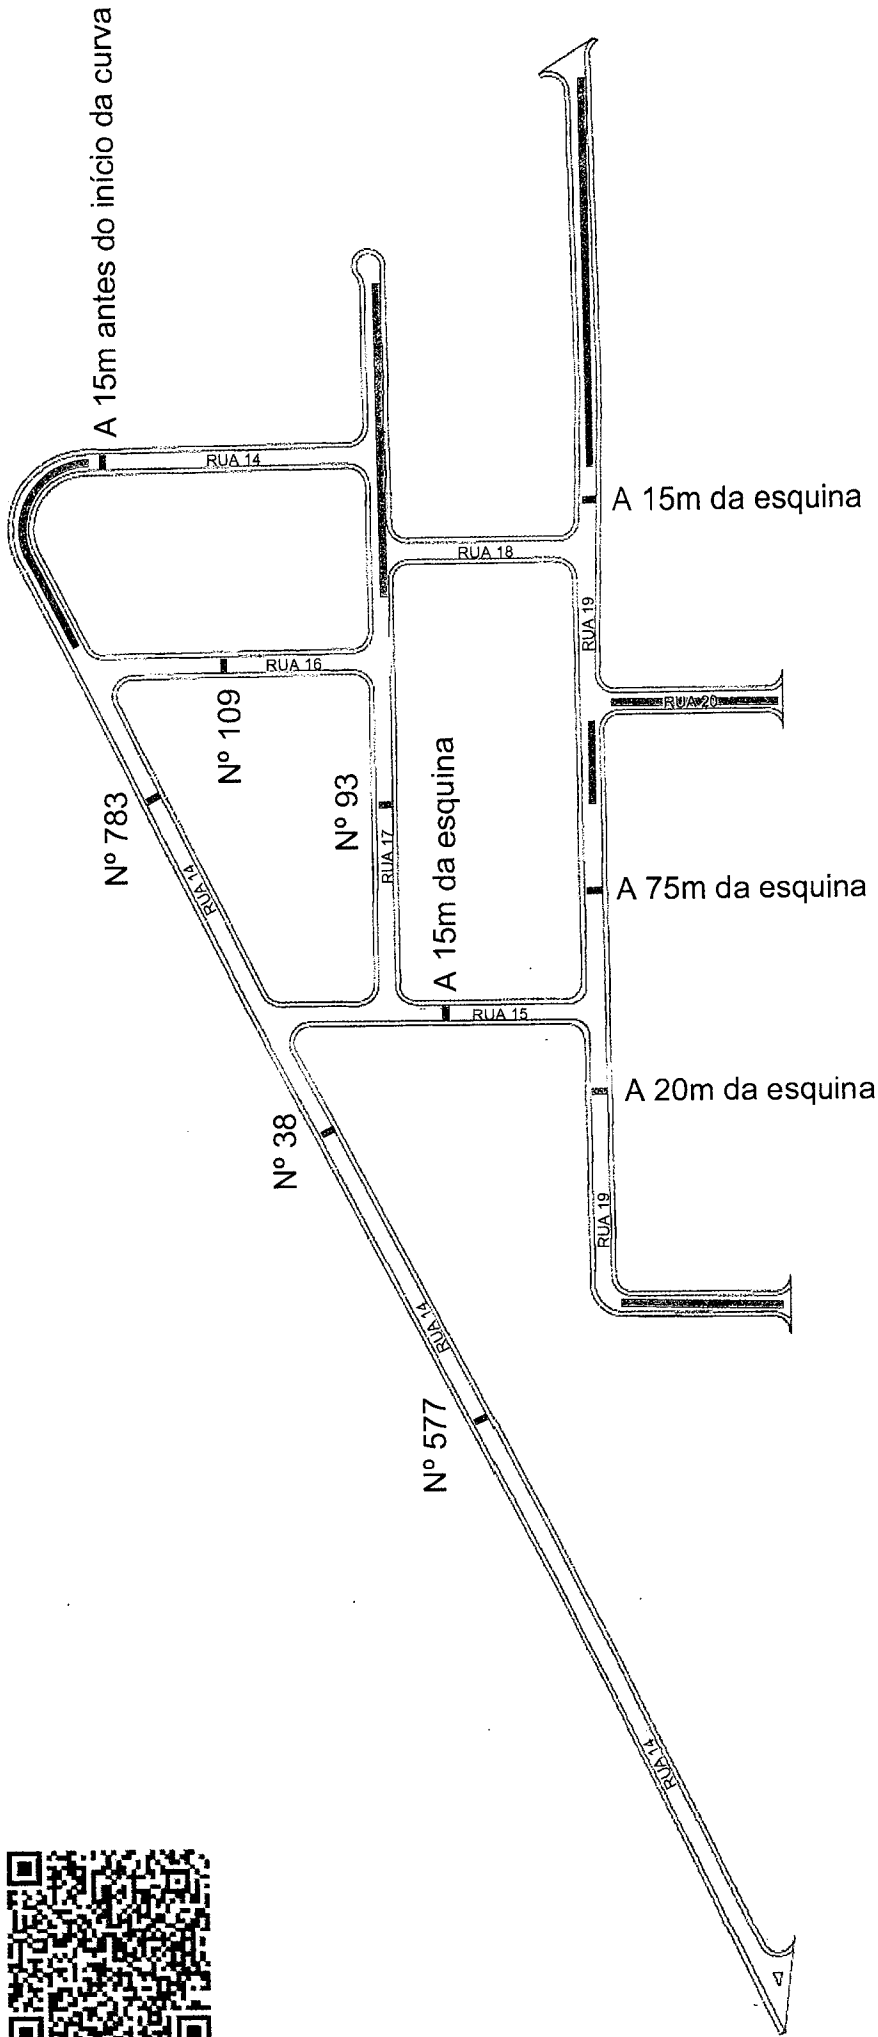 A 15m antes do início da curva
RUA 14
RUA 18
A 15m da esquina
RUA 19
RUA 16
Nº 109
RUA 20
Nº 783
Nº 93
RUA 17
A 15m da esquina
RUA 14
A 75m da esquina
RUA 15
A 20m da esquina
Nº 38
RUA 19
RUA 14
Nº 577
RUA 14